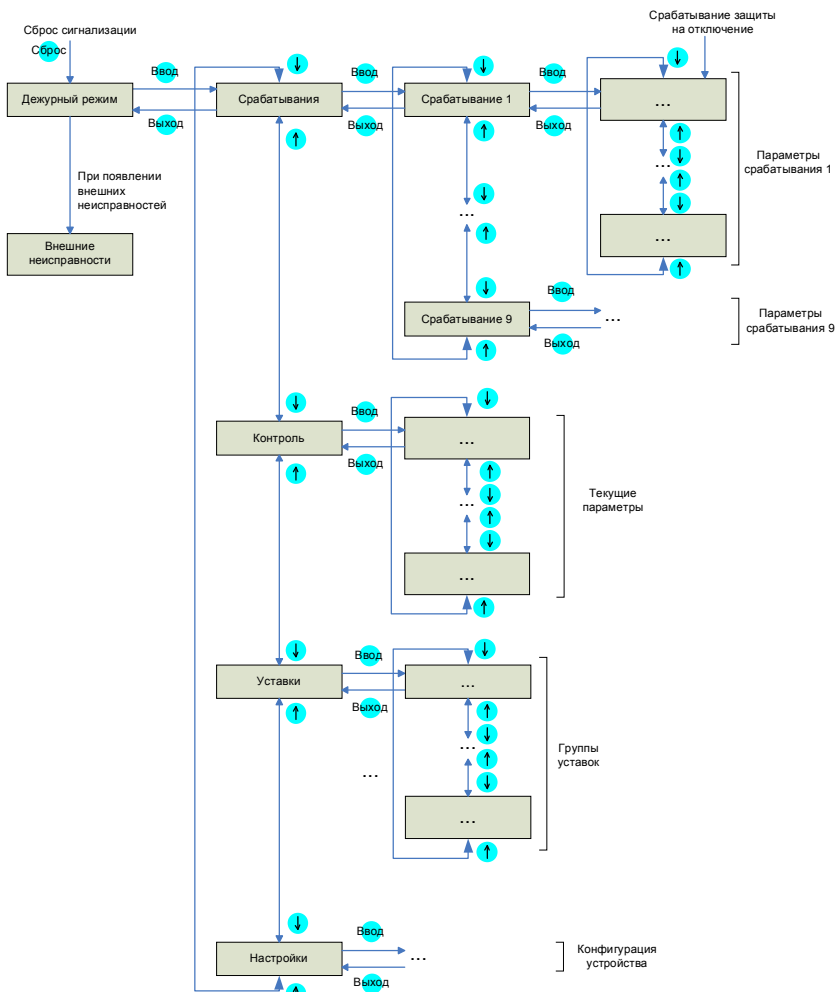 Сброс сигнализации
Сброс
Срабатывание защиты
на отключение
Ввод
Ввод
Ввод
Дежурный режим
Срабатывания
Срабатывание 1
...
Выход
Выход
Выход
Параметры
срабатывания 1
...
При появлении
внешних
неисправностей
...
Внешние
неисправности
...
Ввод
Срабатывание 9
...
Выход
Параметры
срабатывания 9
Ввод
Контроль
...
Выход
...
Текущие
параметры
...
Ввод
Уставки
...
Выход
...
Группы
уставок
...
...
Ввод
Настройки
...
Выход
Конфигурация
устройства